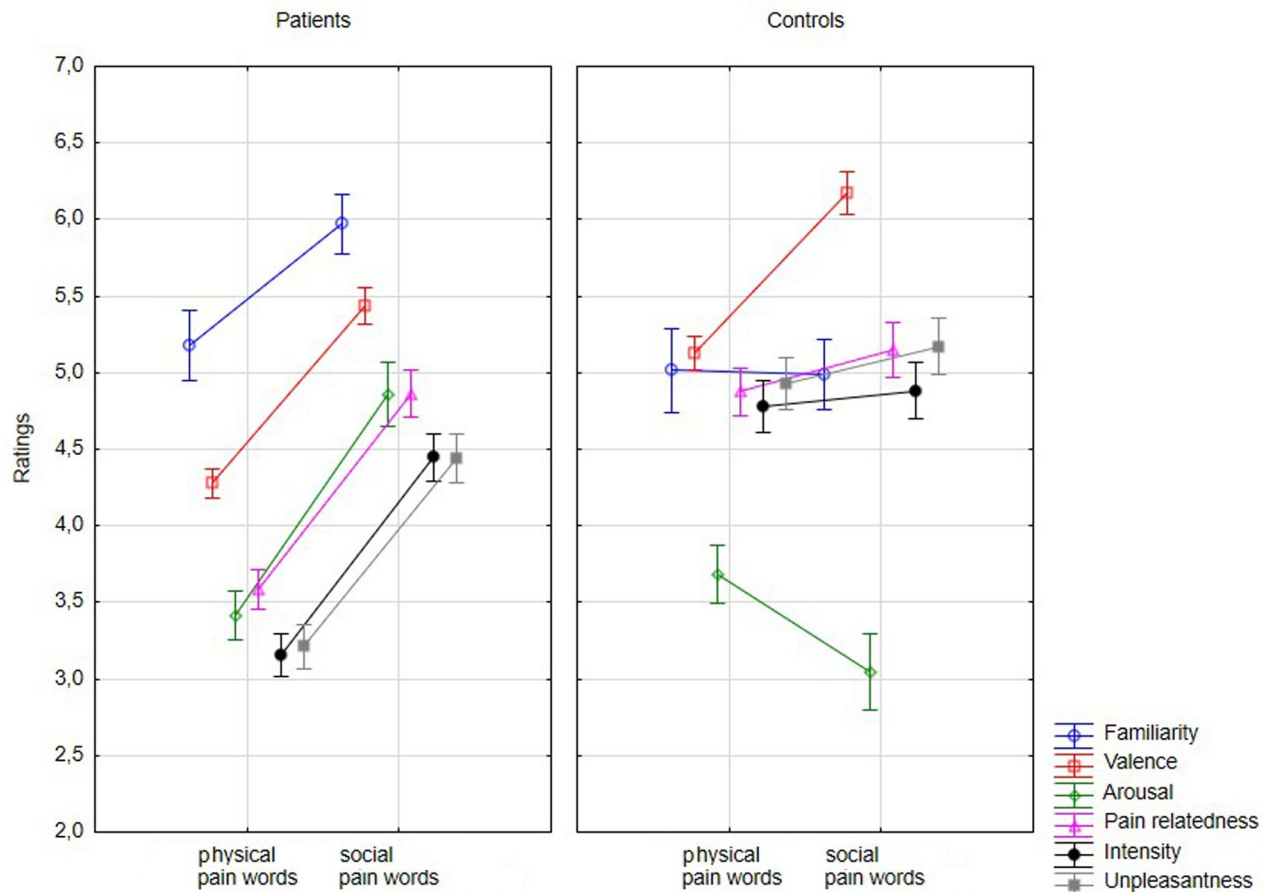 Patients
Controls
Ratings
7,0
6,5
6,0
5,5
5,0
4,5
4,0
3,5
3,0
2,5
2,0
physical
pain words
social
pain words
physical
pain words
social
pain words
Familiarity
Valence
Arousal
Pain relatedness
Intensity
Unpleasantness